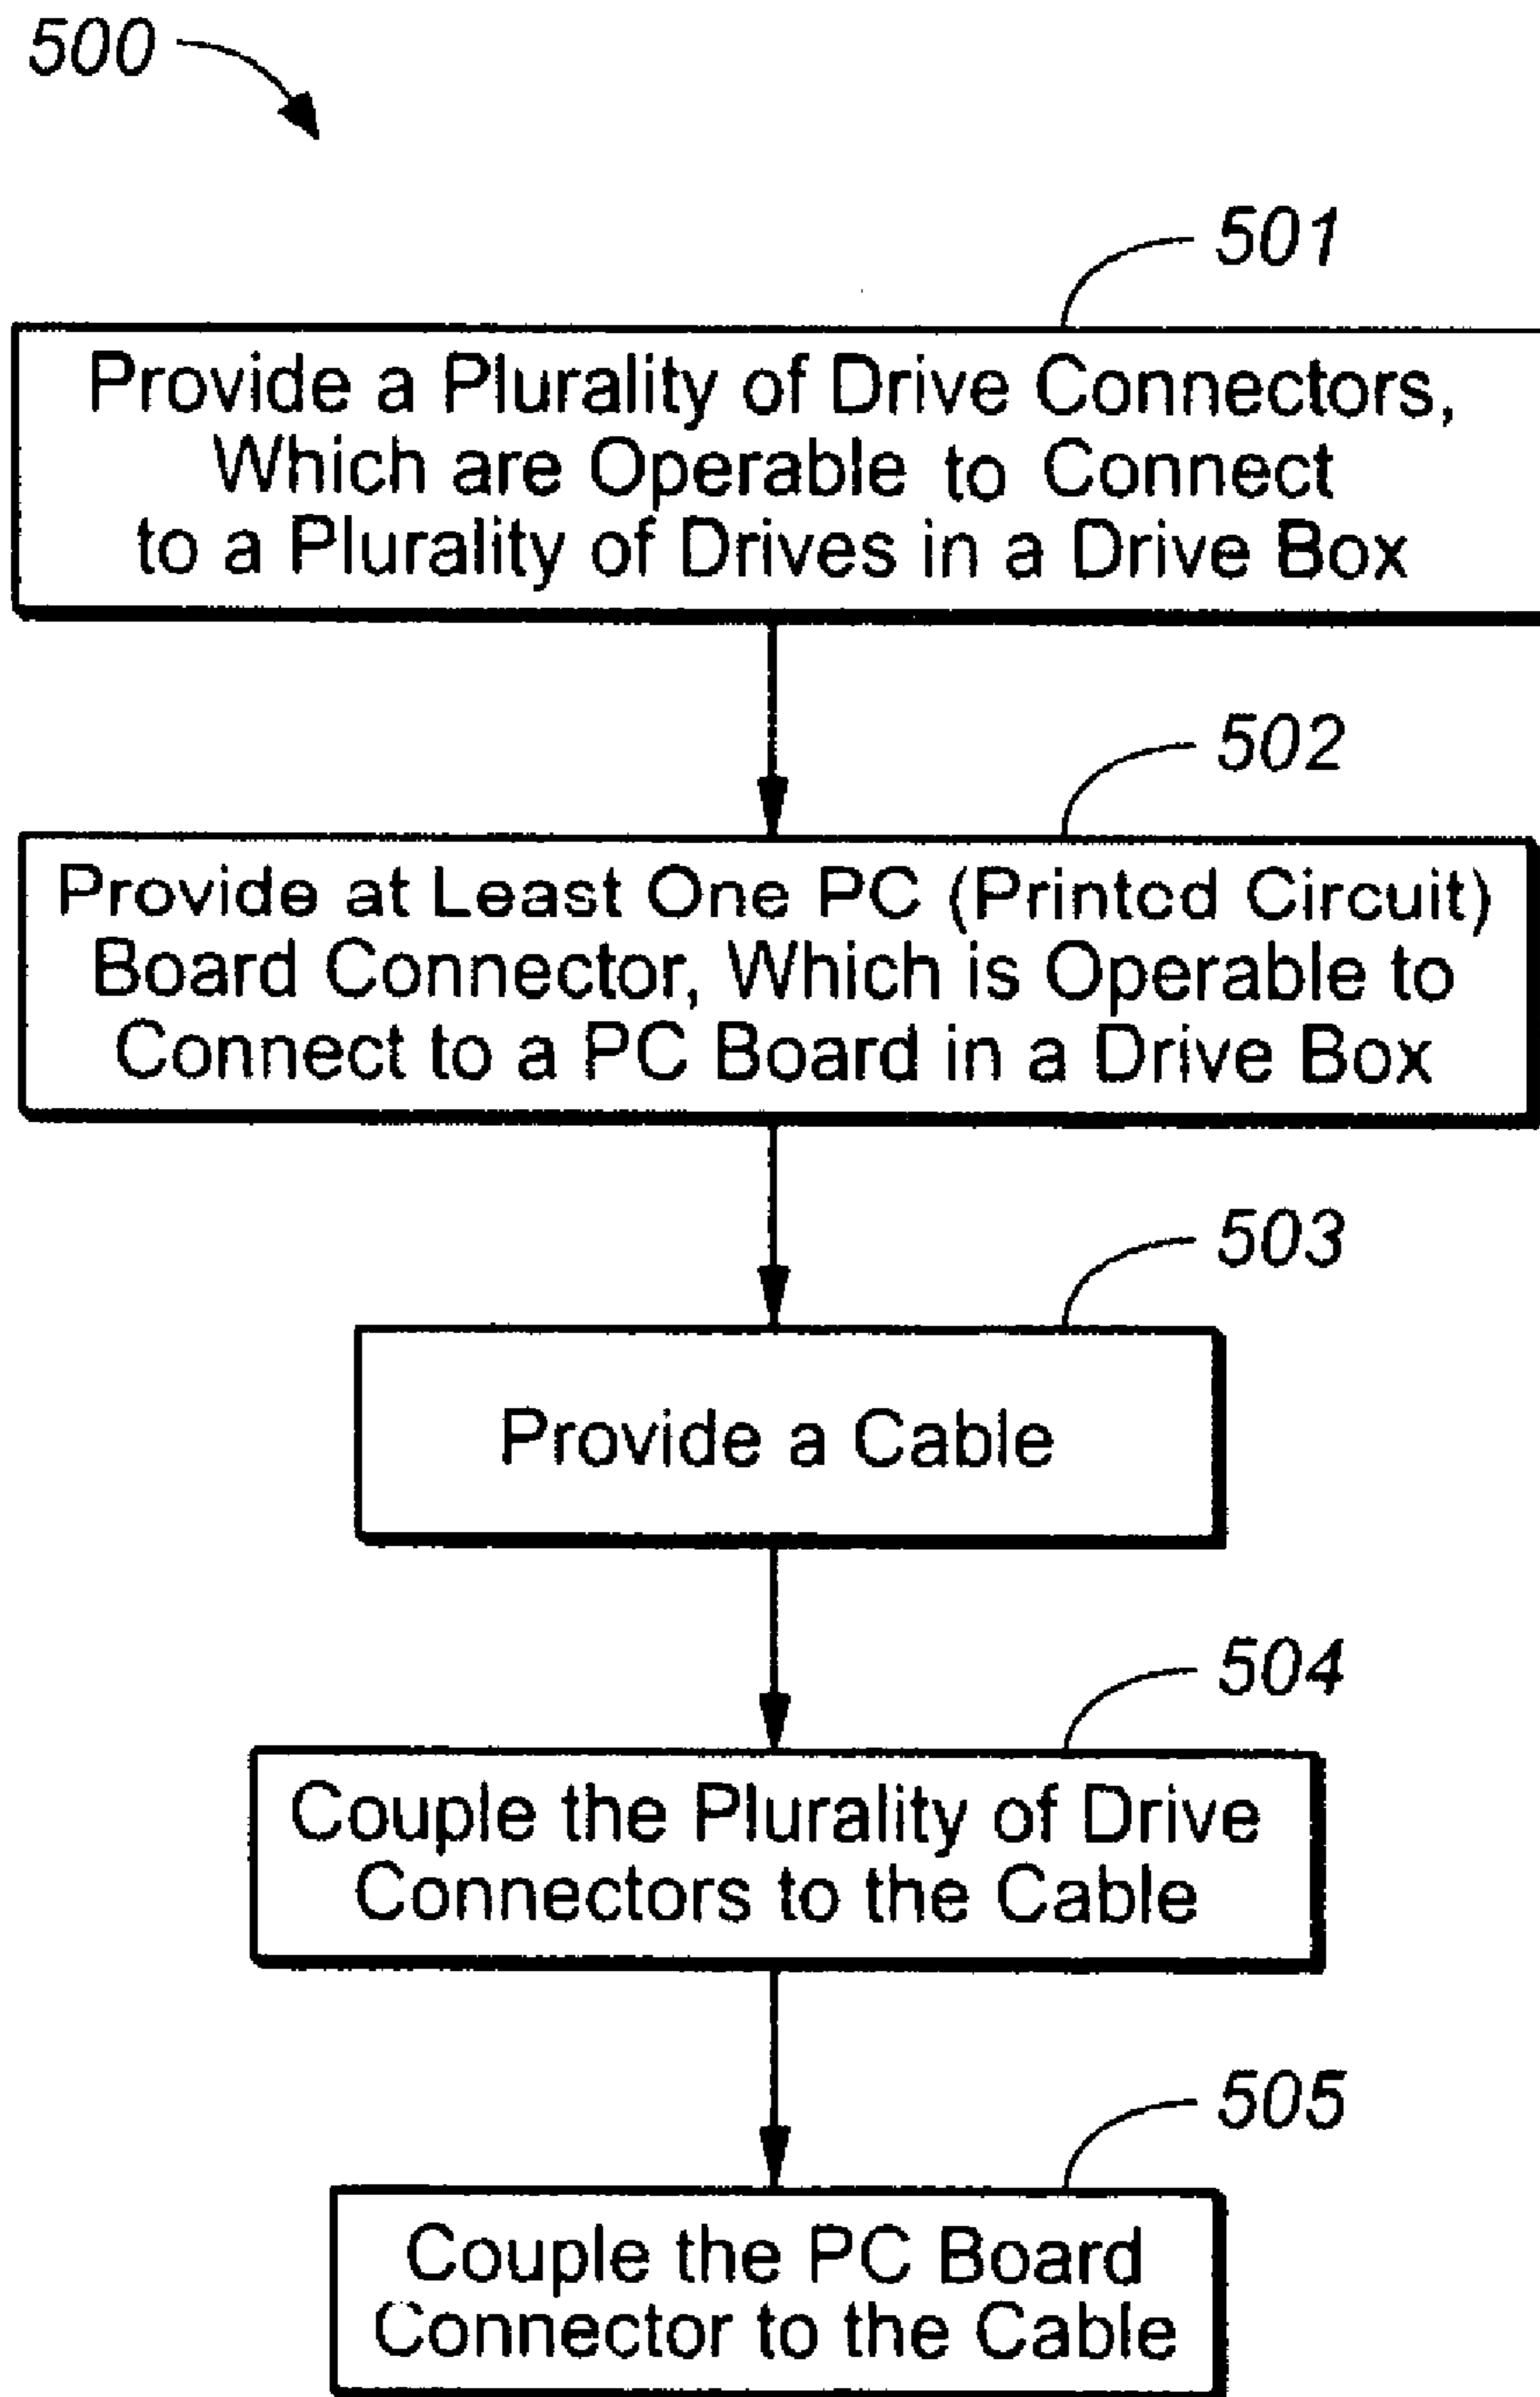 500
501
Provide a Plurality of Drive Connectors,
Which are Operable to Connect
to a Plurality of Drives in a Drive Box
502
Provide at Least One PC (Printed Circuit)
Board Connector, Which is Operable to
Connect to a PC Board in a Drive Box
503
Provide a Cable
504
Couple the Plurality of Drive
Connectors to the Cable
505
Couple the PC Board
Connector to the Cable